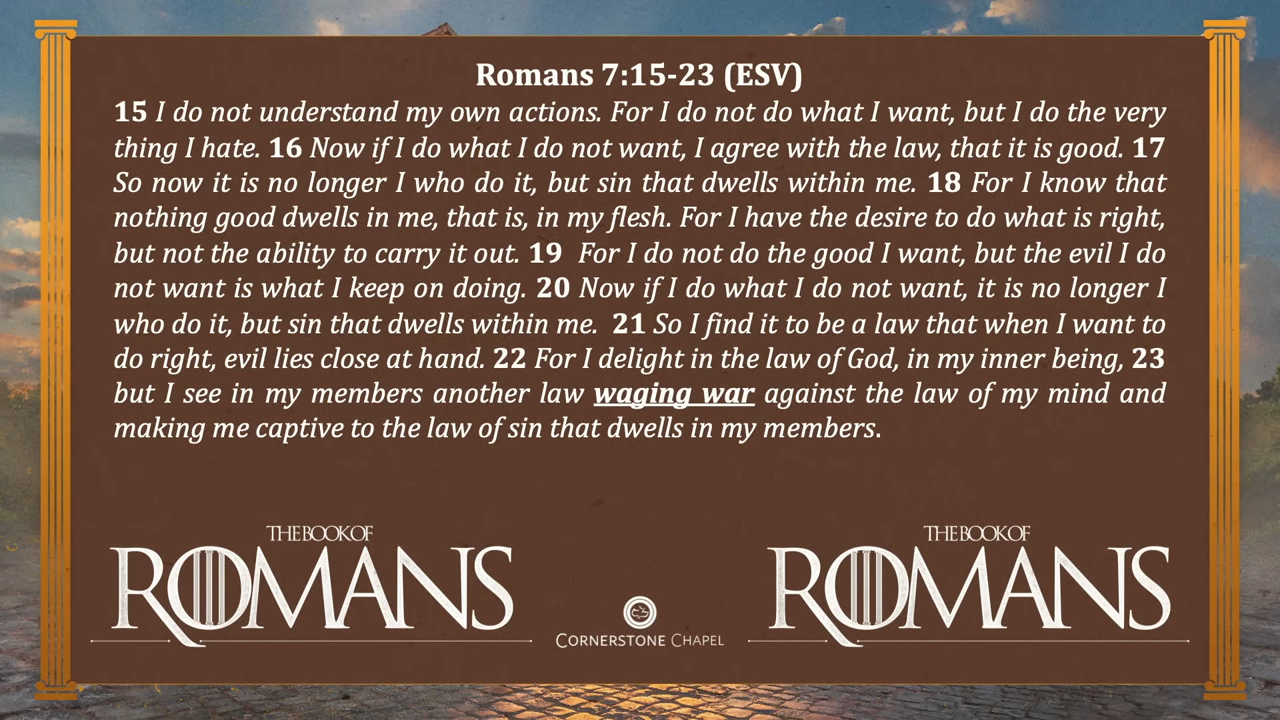 Romans 7:15-23 (ESV)
15 I do not understand my own actions. For I do not do what I want, but I do the very
thing I hate. 16 Now if I do what I do not want, I agree with the law, that it is good. 17
So now it is no longer I who do it, but sin that dwells within me. 18 For I know that
nothing good dwells in me, that is, in my flesh. For I have the desire to do what is right,
but not the ability to carry it out. 19 For I do not do the good I want, but the evil I do
not want is what I keep on doing. 20 Now if I do what I do not want, it is no longer I
who do it, but sin that dwells within me. 21 So I find it to be a law that when I want to
do right, evil lies close at hand. 22 For I delight in the law of God, in my inner being, 23
but I see in my members another law waging war against the law of my mind and
making me captive to the law of sin that dwells in my members.
THE BOOK OF
ROMANS
CORNERSTONE CHAPEL
THE BOOK OF
ROMANS